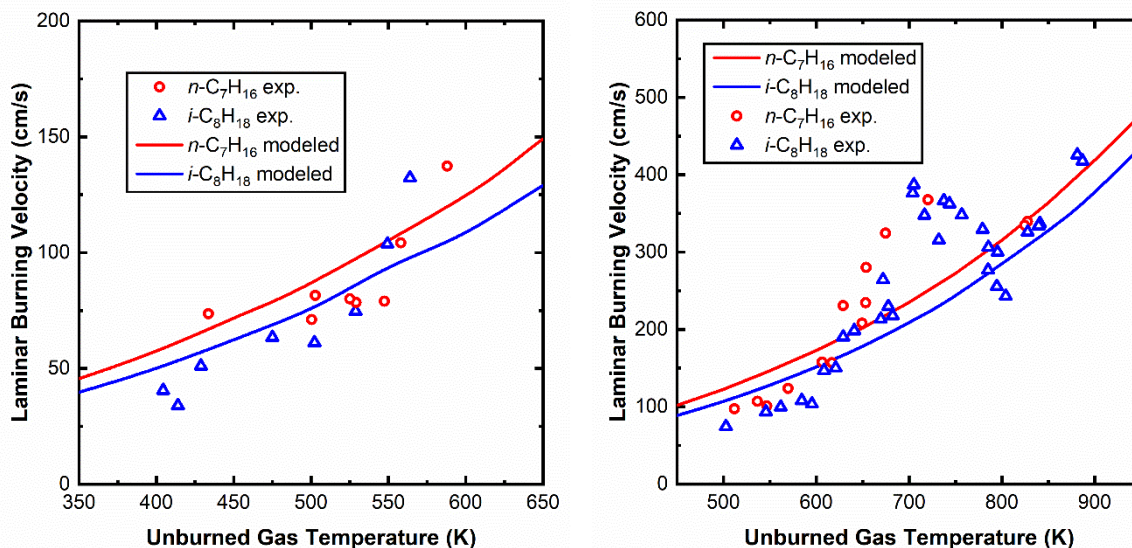 Laminar Burning Velocity (cm/s)
200
150
100
50
0
n-C₇H₁₆ exp.
i-C₈H₁₈ exp.
n-C₇H₁₆ modeled
i-C₈H₁₈ modeled
350 400 450 500 550 600 650
Unburned Gas Temperature (K)
Laminar Burning Velocity (cm/s)
600
500
400
300
200
100
0
n-C₇H₁₆ modeled
i-C₈H₁₈ modeled
n-C₇H₁₆ exp.
i-C₈H₁₈ exp.
500 600 700 800 900
Unburned Gas Temperature (K)